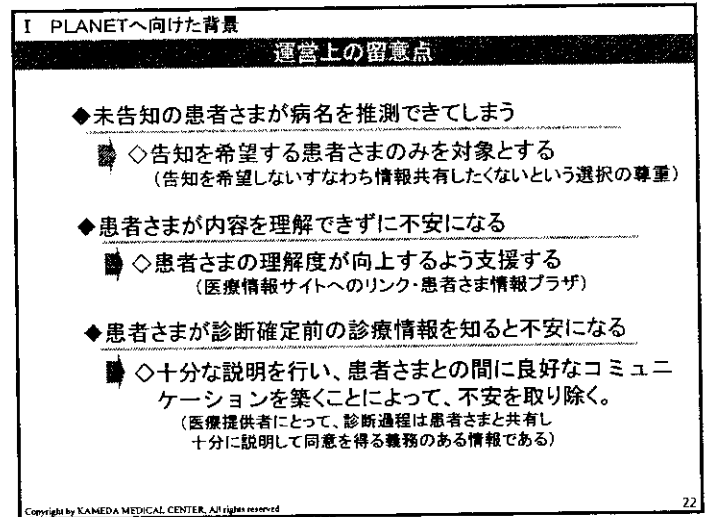 I PLANETへ向けた背景
運営上の留意点
◆未告知の患者さまが病名を推測できてしまう
◇告知を希望する患者さまのみを対象とする
（告知を希望しないすなわち情報共有したくないという選択の尊重）
◆患者さまが内容を理解できずに不安になる
◇患者さまの理解度が向上するよう支援する
（医療情報サイトへのリンク・患者さま情報プラザ）
◆患者さまが診断確定前の診療情報を知ると不安になる
◇十分な説明を行い、患者さまとの間に良好なコミュニ
ケーションを築くことによって、不安を取り除く。
（医療提供者にとって、診断過程は患者さまと共有し
十分に説明して同意を得る義務のある情報である）
Copyright by KAMEDA MEDICAL CENTER, All rights reserved
22